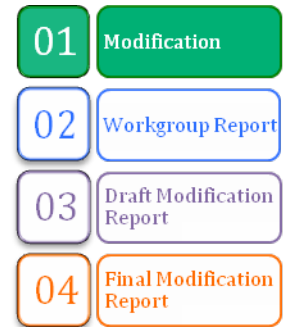 01
Modification
02
Workgroup Report
03
Draft Modification
Report
04
Final Modification
Report